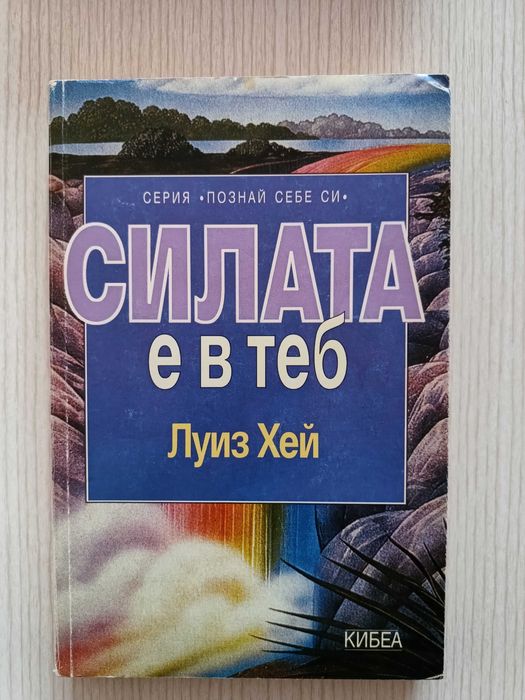 СЕРИЯ •ПОЗНАЙ СЕБЕ СИ•
СИЛАТА
е в теб
Луиз Хей
КИБЕА